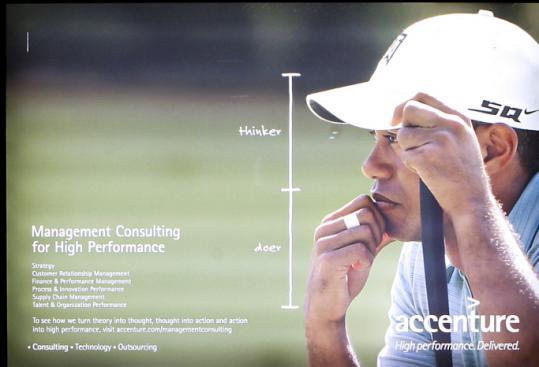 SQ
thinker
doer
Management Consulting
for High Performance
Strategy
Customer Relationship Management
Finance & Performance Management
Process & Innovation Performance
Supply Chain Management
Talent & Organization Performance
To see how we turn theory into thought, thought into action and action
into high performance, visit accenture.com/managementconsulting
• Consulting • Technology • Outsourcing
accenture
High performance. Delivered.